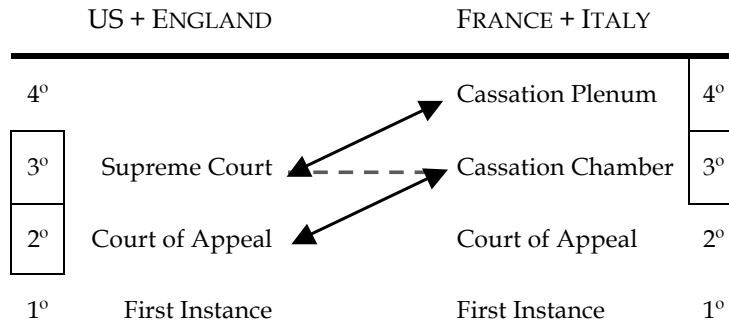 US + ENGLAND FRANCE + ITALY
4º Cassation Plenum 4º
3º Supreme Court Cassation Chamber 3º
2º Court of Appeal Court of Appeal 2º
1º First Instance First Instance 1º